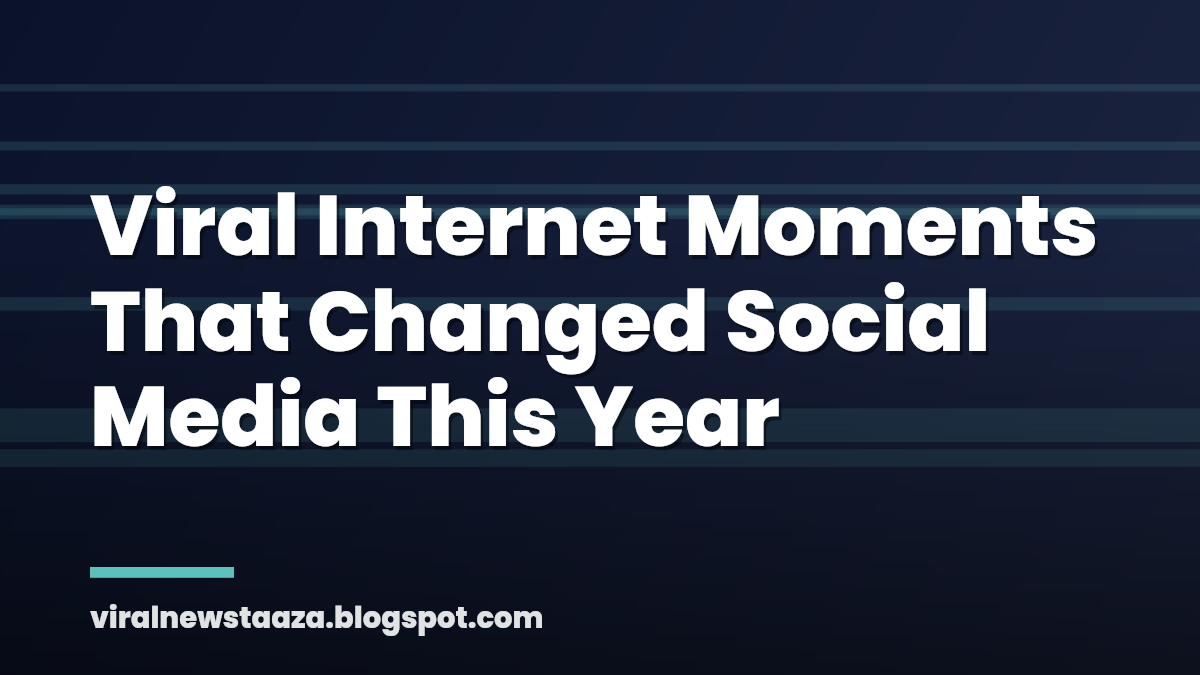 Viral Internet Moments
That Changed Social
Media This Year
viralnewstaaza.blogspot.com